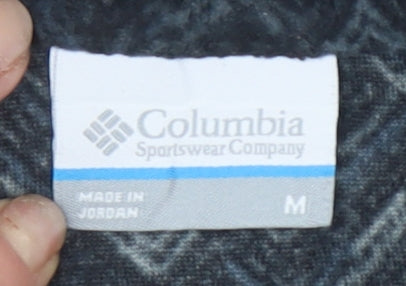 Columbia
Sportswear Company
MADE IN
JORDAN
M